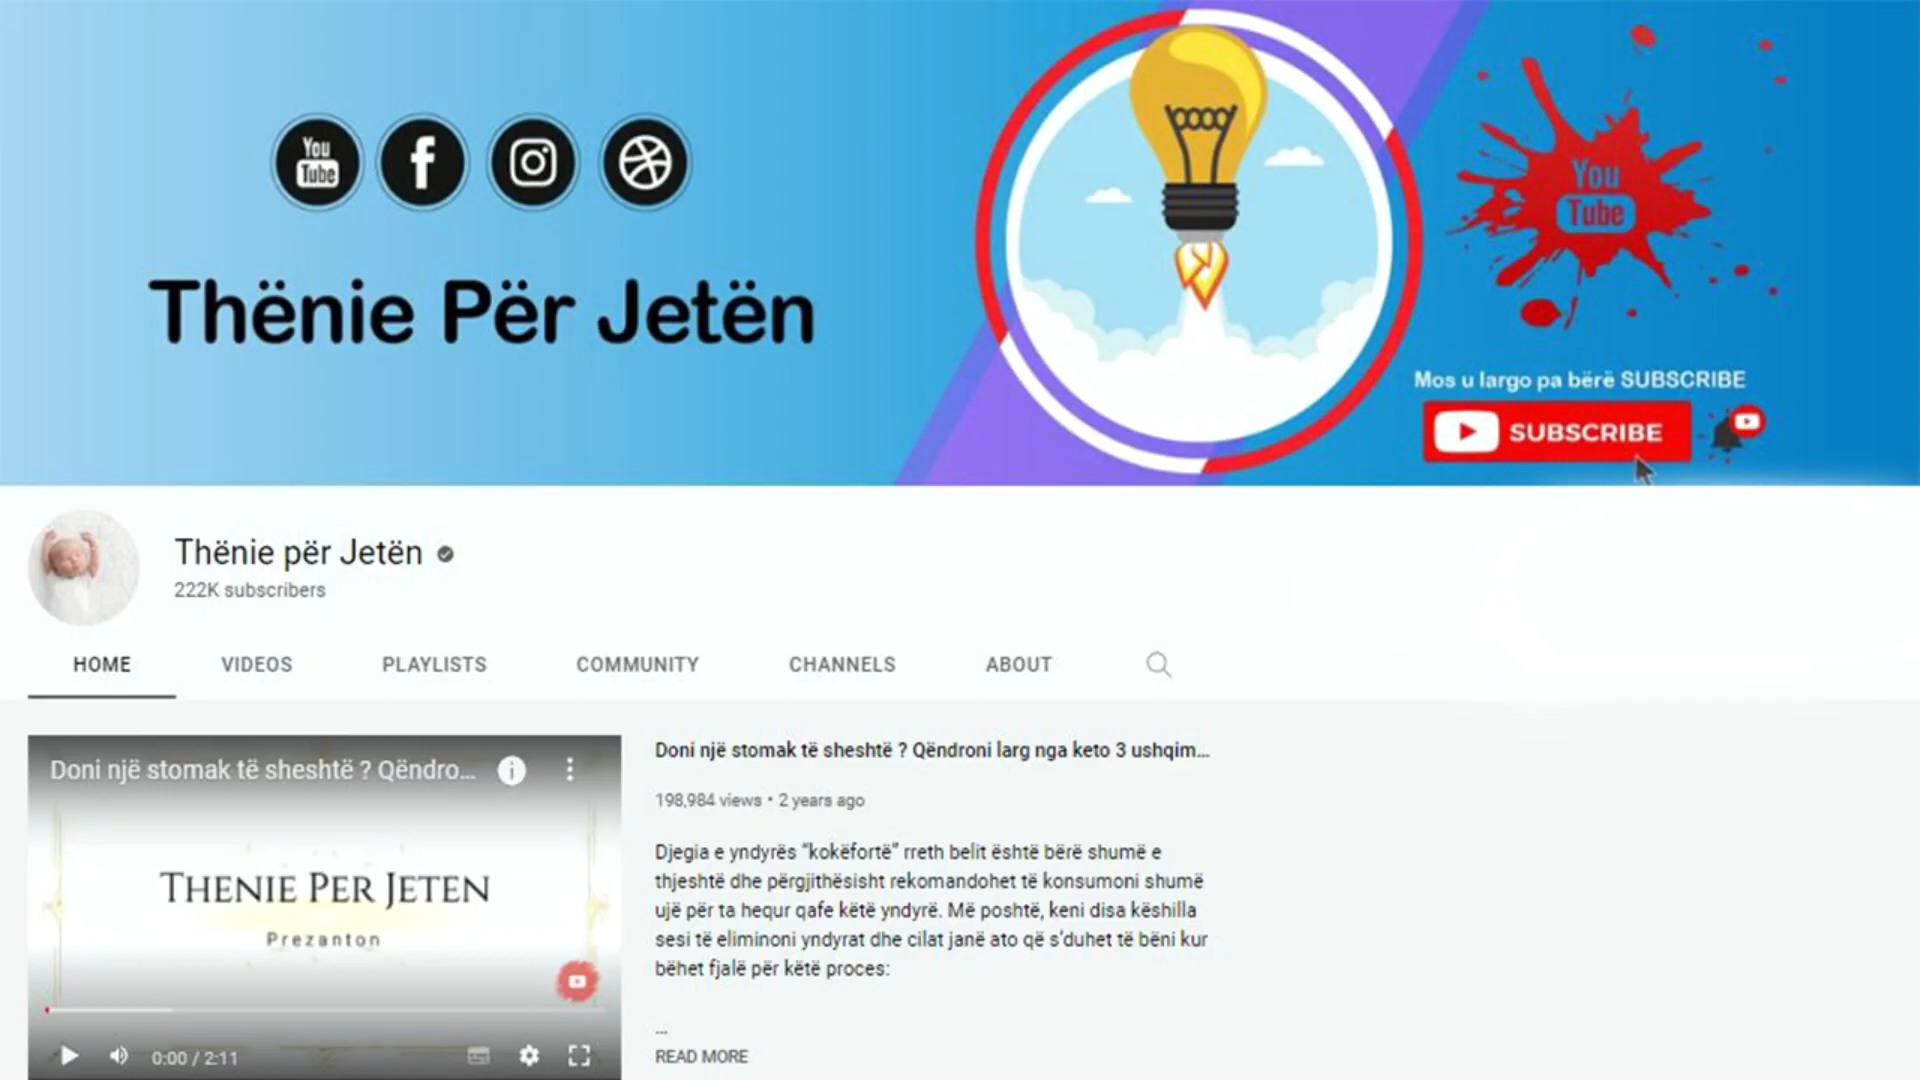 You
Tube
Thënie Për Jetën
You
Tube
Mos u largo pa bërë SUBSCRIBE
SUBSCRIBE
Thënie për Jetën
222K subscribers
HOME VIDEOS PLAYLISTS COMMUNITY CHANNELS ABOUT
Doni një stomak të sheshtë ? Qëndro...
THENIE PER JETEN
Prezanton
0:00 / 2:11
Doni një stomak të sheshtë ? Qëndroni larg nga keto 3 ushqim...
198,984 views • 2 years ago
Djegia e yndyrës “kokëfortë” rreth belit është bërë shumë e
thjeshtë dhe përgjithësisht rekomandohet të konsumoni shumë
ujë për ta hequr qafe këtë yndyrë. Më poshtë, keni disa këshilla
sesi të eliminoni yndyrat dhe cilat janë ato që s'duhet të bëni kur
bëhet fjalë për këtë proces:
...
READ MORE